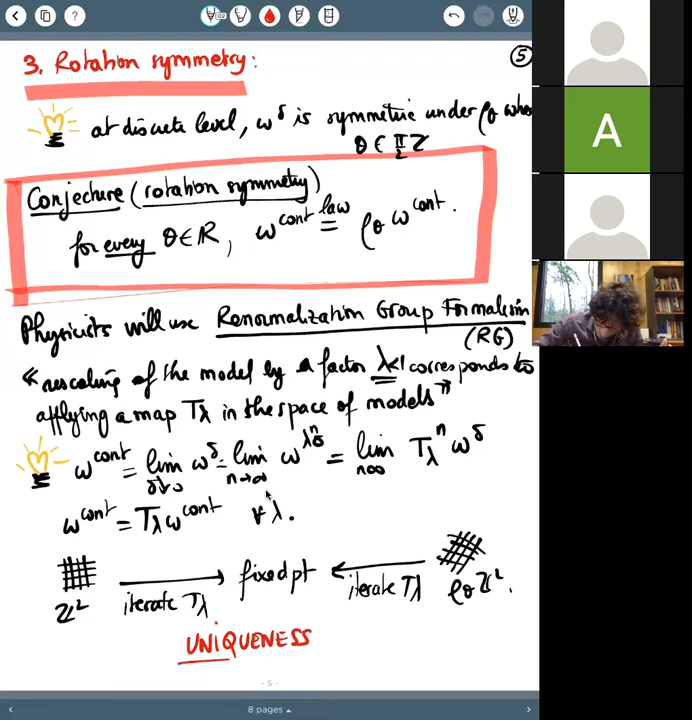 3. Rotation symmetry:
5
at discrete level, ω^δ is symmetric under ρ_θ when
θ ∈ π/2 Z
Conjecture (rotation symmetry)
for every θ∈ℝ, ω^cont law= ρ_θ ω^cont.
Physicists will use Renormalization Group Formalism
(RG)
« rescaling of the model by a factor λ<1 corresponds to
applying a map T_λ in the space of models »
ω^cont = lim_{δ↓0} ω^δ = lim_{n→∞} ω^{λ^n δ} = lim_{n∞} T_λ^n ω^δ
ω^cont = T_λ ω^cont ∀ λ.
fixed pt
iterate T_λ
iterate T_λ
ℤ²
ρ_θ ℤ².
UNIQUENESS
- 5 -
8 pages
A